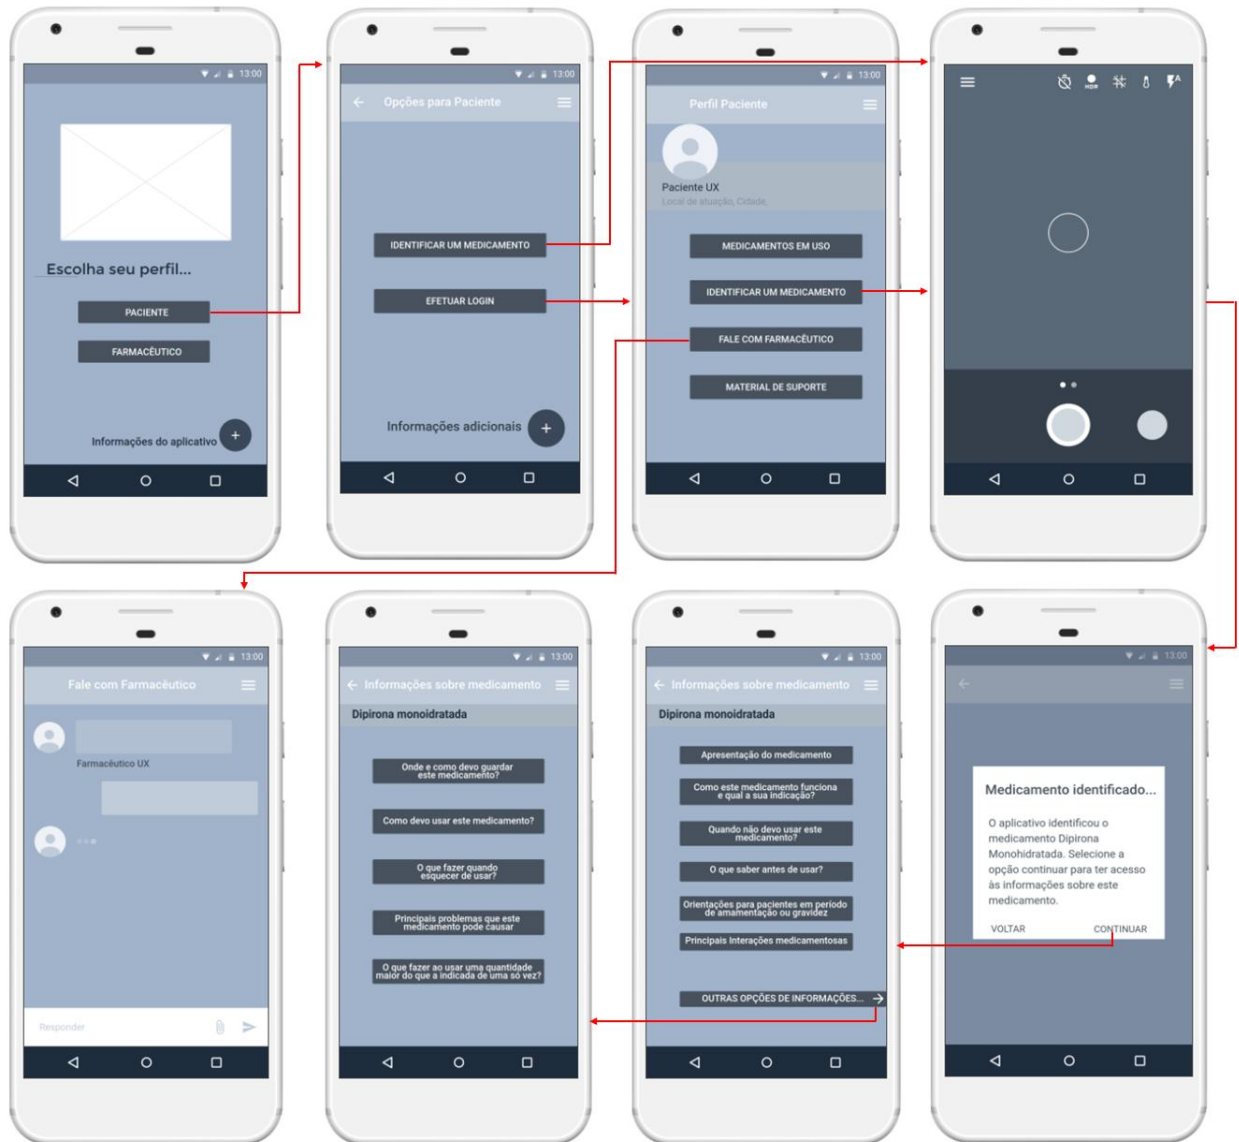 13:00
Escolha seu perfil...
PACIENTE
FARMACÊUTICO
Informações do aplicativo
+
13:00
Opções para Paciente
IDENTIFICAR UM MEDICAMENTO
EFETUAR LOGIN
Informações adicionais
+
13:00
Perfil Paciente
Paciente UX
Local de atuação, Cidade,
MEDICAMENTOS EM USO
IDENTIFICAR UM MEDICAMENTO
FALE COM FARMACÊUTICO
MATERIAL DE SUPORTE
HDR
A
13:00
Fale com Farmacêutico
Farmacêutico UX
Responder
13:00
Informações sobre medicamento
Dipirona monoidratada
Onde e como devo guardar
este medicamento?
Como devo usar este medicamento?
O que fazer quando
esquecer de usar?
Principais problemas que este
medicamento pode causar
O que fazer ao usar uma quantidade
maior do que a indicada de uma só vez?
13:00
Informações sobre medicamento
Dipirona monoidratada
Apresentação do medicamento
Como este medicamento funciona
e qual a sua indicação?
Quando não devo usar este
medicamento?
O que saber antes de usar?
Orientações para pacientes em período
de amamentação ou gravidez
Principais Interações medicamentosas
OUTRAS OPÇÕES DE INFORMAÇÕES...
13:00
Medicamento identificado...
O aplicativo identificou o
medicamento Dipirona
Monohidratada. Selecione a
opção continuar para ter acesso
às informações sobre este
medicamento.
VOLTAR CONTINUAR